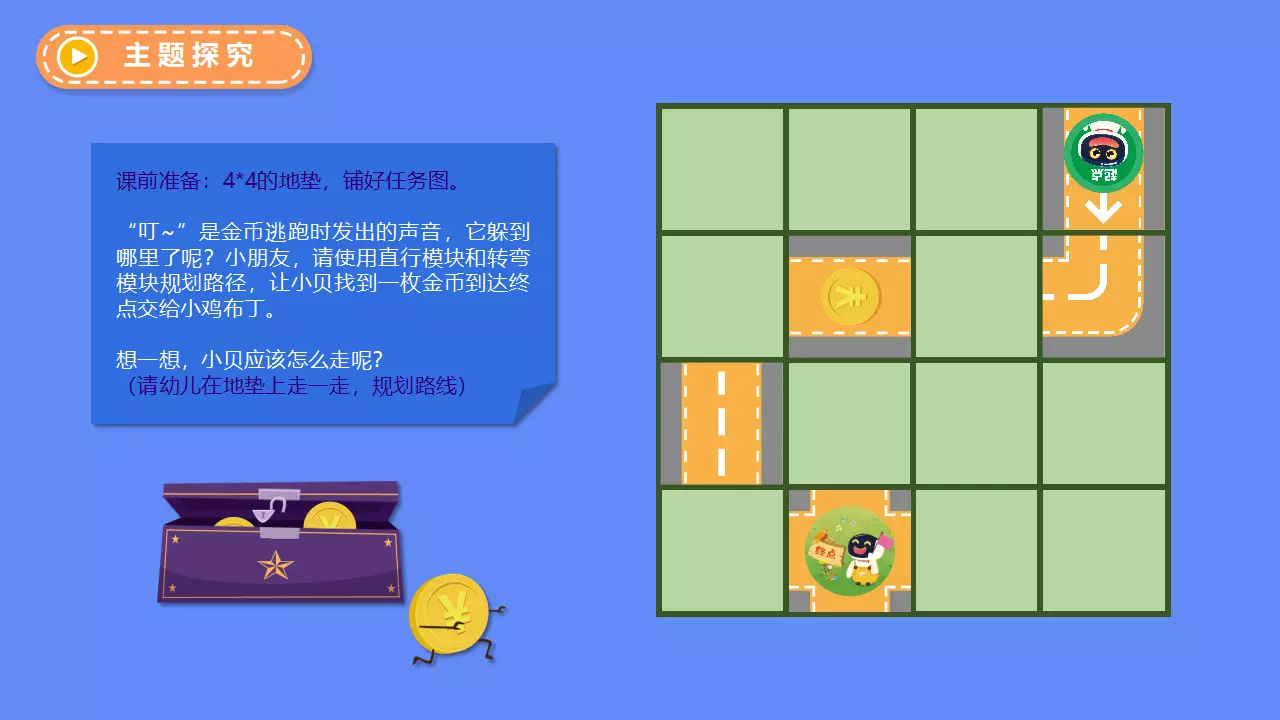 主题探究
课前准备：4*4的地垫，铺好任务图。
“叮~”是金币逃跑时发出的声音，它躲到
哪里了呢？小朋友，请使用直行模块和转弯
模块规划路径，让小贝找到一枚金币到达终
点交给小鸡布丁。
想一想，小贝应该怎么走呢？
（请幼儿在地垫上走一走，规划路线）
起点
终点